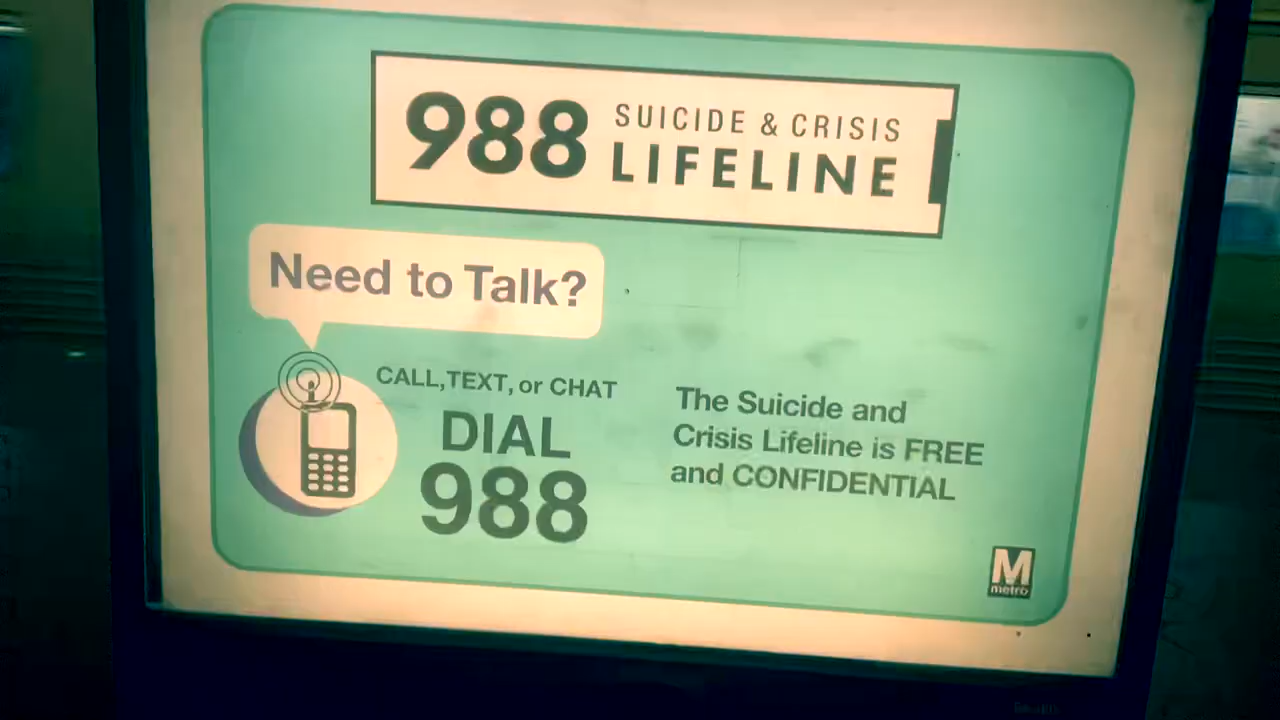 988 SUICIDE & CRISIS
LIFELINE
Need to Talk?
CALL, TEXT, or CHAT
DIAL
988
The Suicide and
Crisis Lifeline is FREE
and CONFIDENTIAL
M
metro